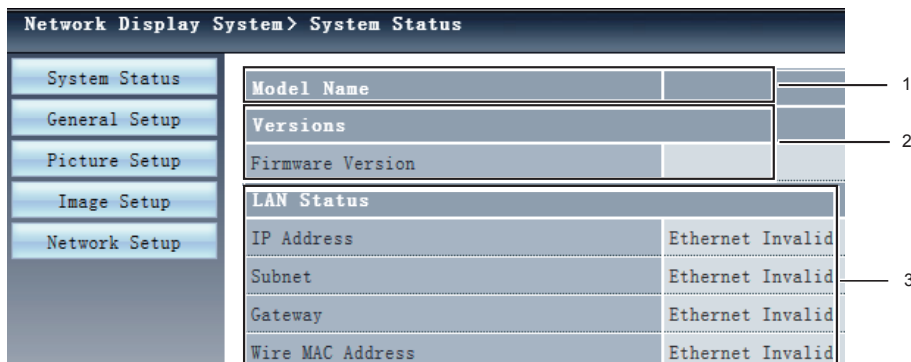 Network Display System> System Status
System Status
General Setup
Picture Setup
Image Setup
Network Setup
Model Name
1
Versions
2
Firmware Version
LAN Status
IP Address Ethernet Invalid
Subnet Ethernet Invalid
3
Gateway Ethernet Invalid
Wire MAC Address Ethernet Invalid